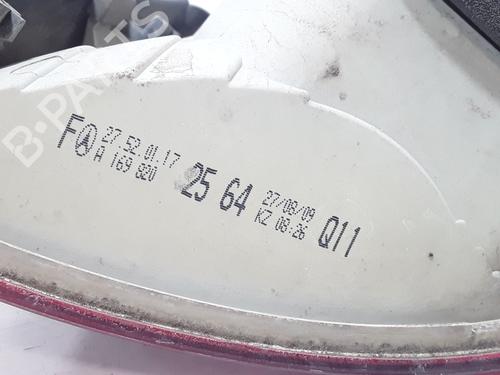 F 27.52.01.17
A 169 820 25 64
27/08/09
KZ 08:26 Q11
B-PARTS